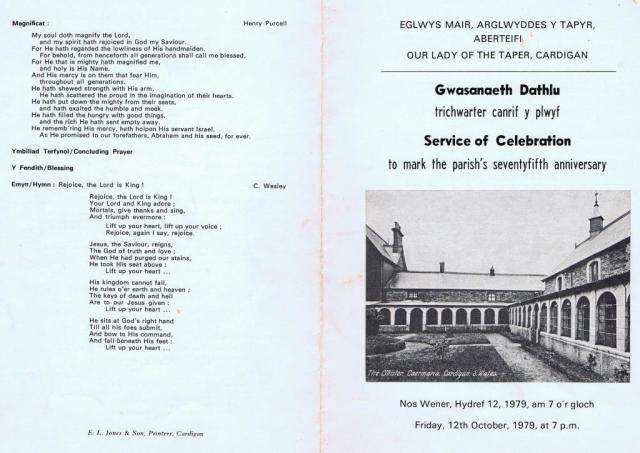 Magnificat : Henry Purcell
My soul doth magnify the Lord,
and my spirit hath rejoiced in God my Saviour.
For He hath regarded the lowliness of His handmaiden.
For behold, from henceforth all generations shall call me blessed.
For He that is mighty hath magnified me,
and holy is His Name.
And His mercy is on them that fear Him,
throughout all generations.
He hath shewed strength with His arm,
He hath scattered the proud in the imagination of their hearts.
He hath put down the mighty from their seats,
and hath exalted the humble and meek.
He hath filled the hungry with good things,
and the rich He hath sent empty away.
He rememb'ring His mercy, hath holpen His servant Israel,
As He promised to our forefathers, Abraham and his seed, for ever.
Ymbiliad Terfynol/Concluding Prayer
Y Fendith/Blessing
Emyn/Hymn : Rejoice, the Lord is King ! C. Wesley
Rejoice, the Lord is King !
Your Lord and King adore ;
Mortals, give thanks and sing,
And triumph evermore :
Lift up your heart, lift up your voice ;
Rejoice, again I say, rejoice.
Jesus, the Saviour, reigns,
The God of truth and love ;
When He had purged our stains,
He took His seat above :
Lift up your heart ...
His kingdom cannot fail,
He rules o'er earth and heaven ;
The keys of death and hell
Are to our Jesus given :
Lift up your heart ...
He sits at God's right hand
Till all his foes submit,
And bow to His command,
And fall beneath His feet :
Lift up your heart ...
E. L. Jones & Son, Printers, Cardigan
EGLWYS MAIR, ARGLWYDDES Y TAPYR,
ABERTEIFI
OUR LADY OF THE TAPER, CARDIGAN
Gwasanaeth Dathlu
trichwarter canrif y plwyf
Service of Celebration
to mark the parish's seventyfifth anniversary
The Cloister Caermaria, Cardigan S. Wales.
Nos Wener, Hydref 12, 1979, am 7 o'r gloch
Friday, 12th October, 1979, at 7 p.m.